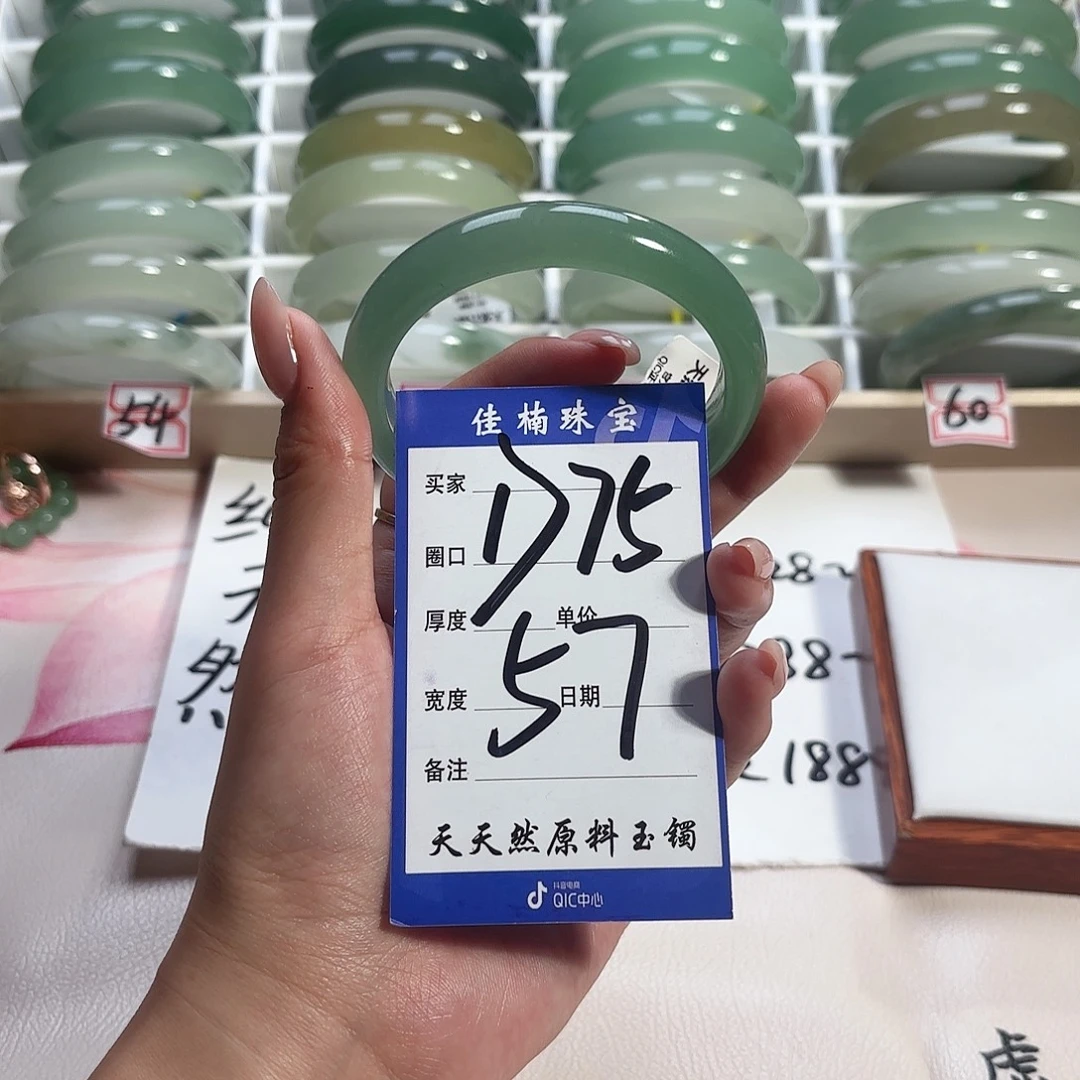 54
60
佳楠珠宝
买家
D75
圈口
厚度 单价
57
宽度 日期
备注
天天然原料玉镯
抖音电商
QIC中心
188
虎